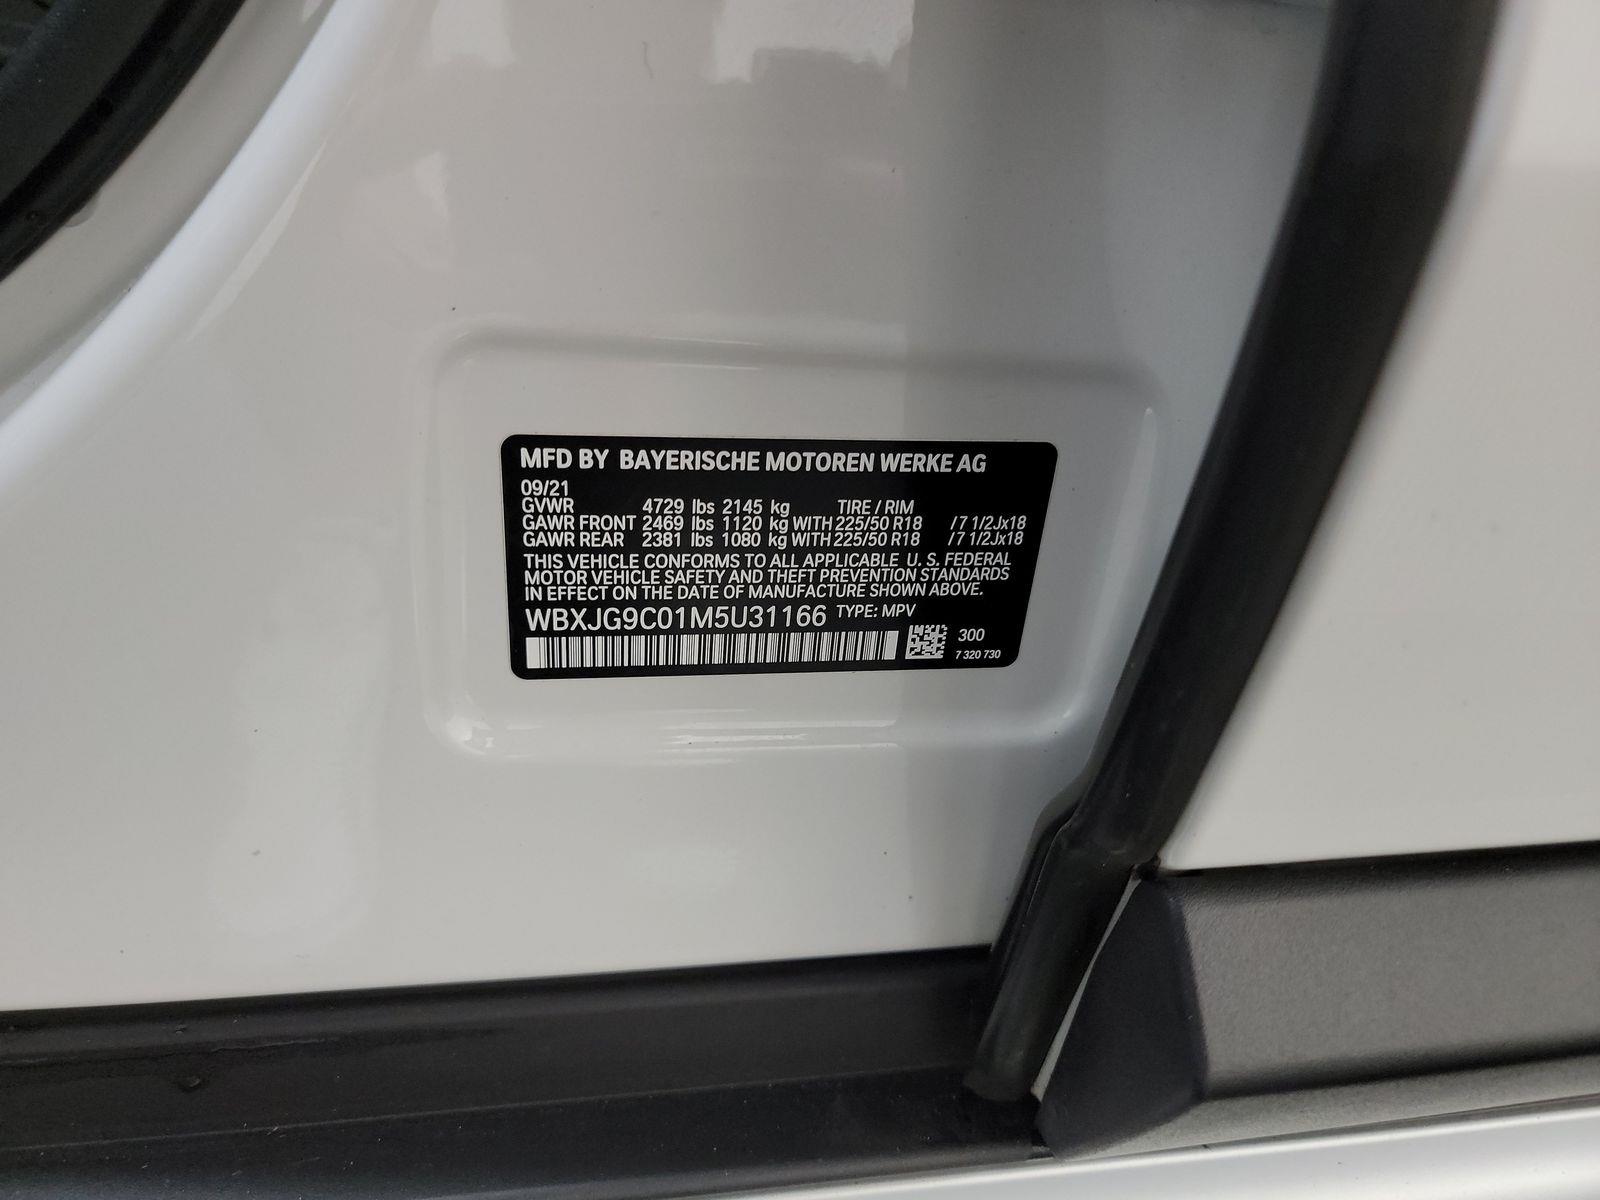 MFD BY BAYERISCHE MOTOREN WERKE AG
09/21
GVWR 4729 lbs 2145 kg TIRE / RIM
GAWR FRONT 2469 lbs 1120 kg WITH 225/50 R18 /7 1/2Jx18
GAWR REAR 2381 lbs 1080 kg WITH 225/50 R18 /7 1/2Jx18
THIS VEHICLE CONFORMS TO ALL APPLICABLE U. S. FEDERAL
MOTOR VEHICLE SAFETY AND THEFT PREVENTION STANDARDS
IN EFFECT ON THE DATE OF MANUFACTURE SHOWN ABOVE.
WBXJG9C01M5U31166 TYPE: MPV
300
7 320 730